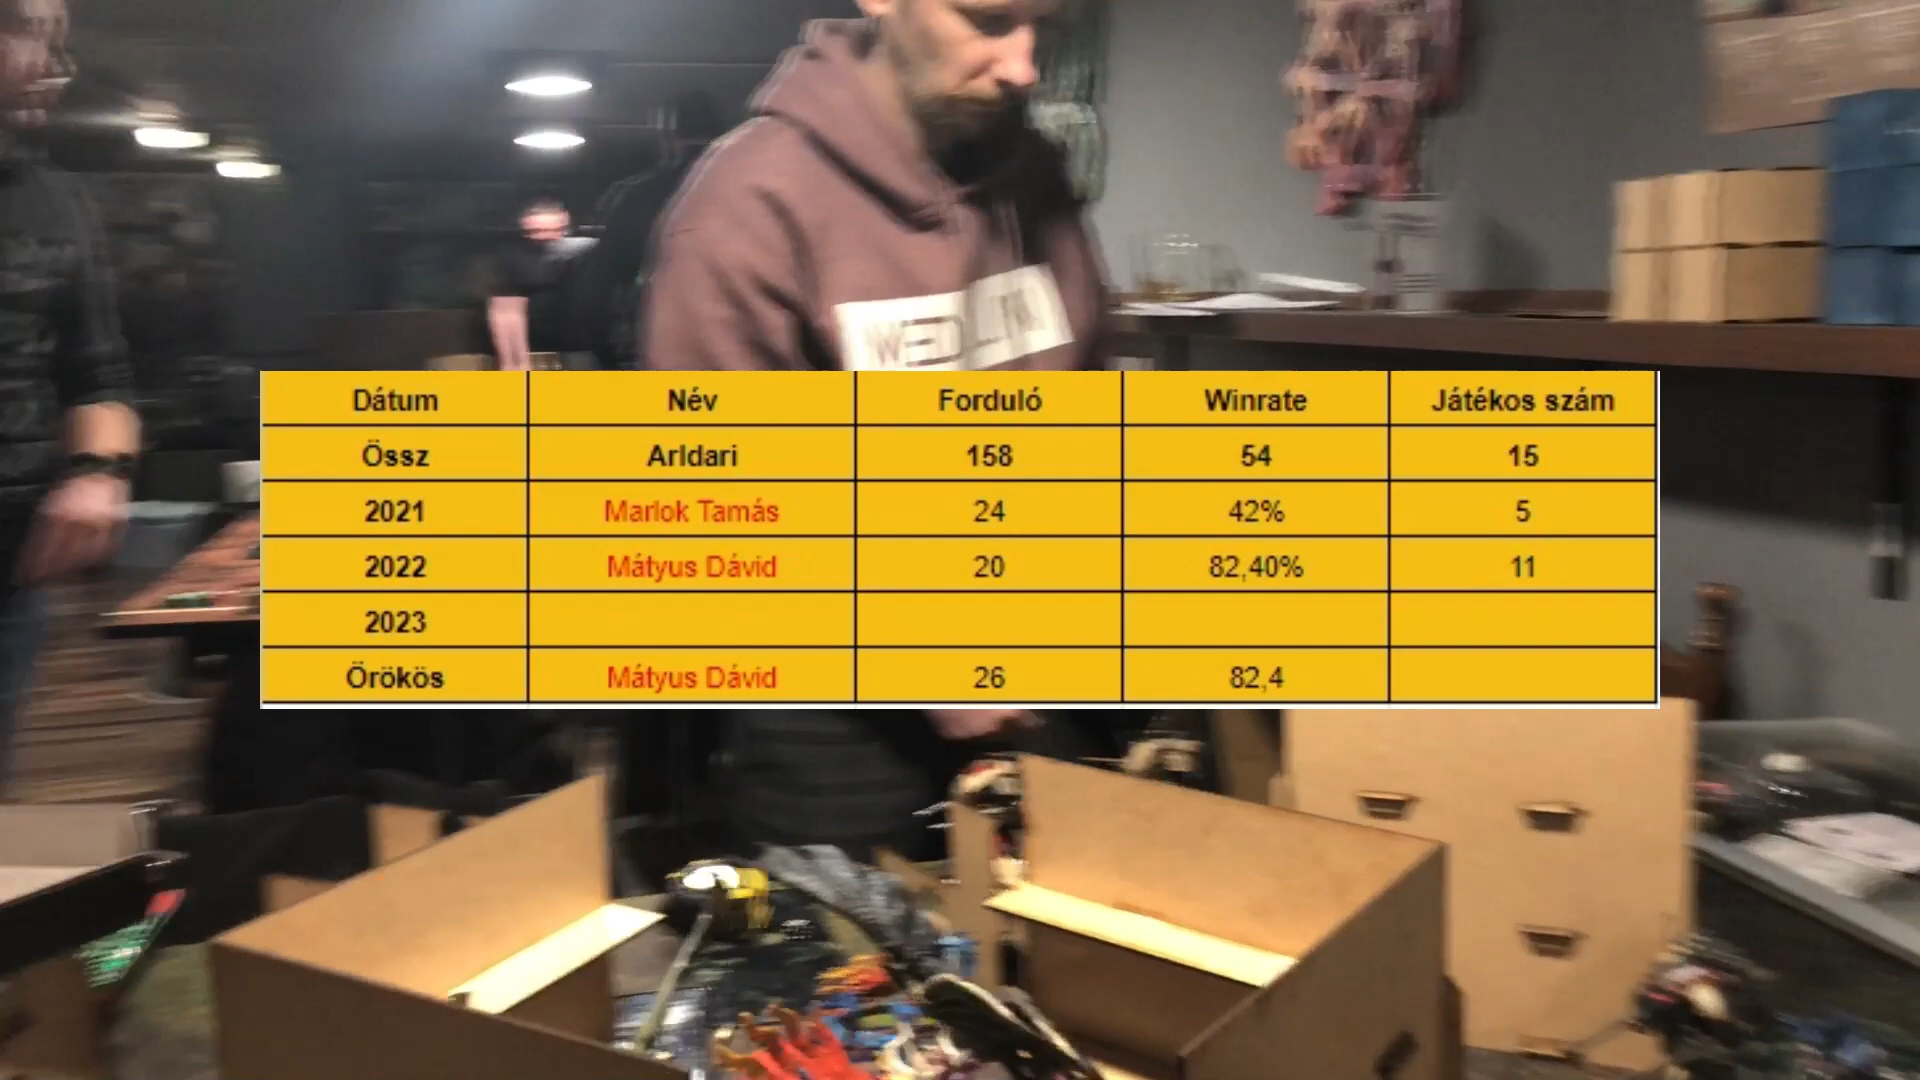 Dátum Név Forduló Winrate Játékos szám
Össz Arldari 158 54 15
2021 Marlok Tamás 24 42% 5
2022 Mátyus Dávid 20 82,40% 11
2023
Örökös Mátyus Dávid 26 82,4